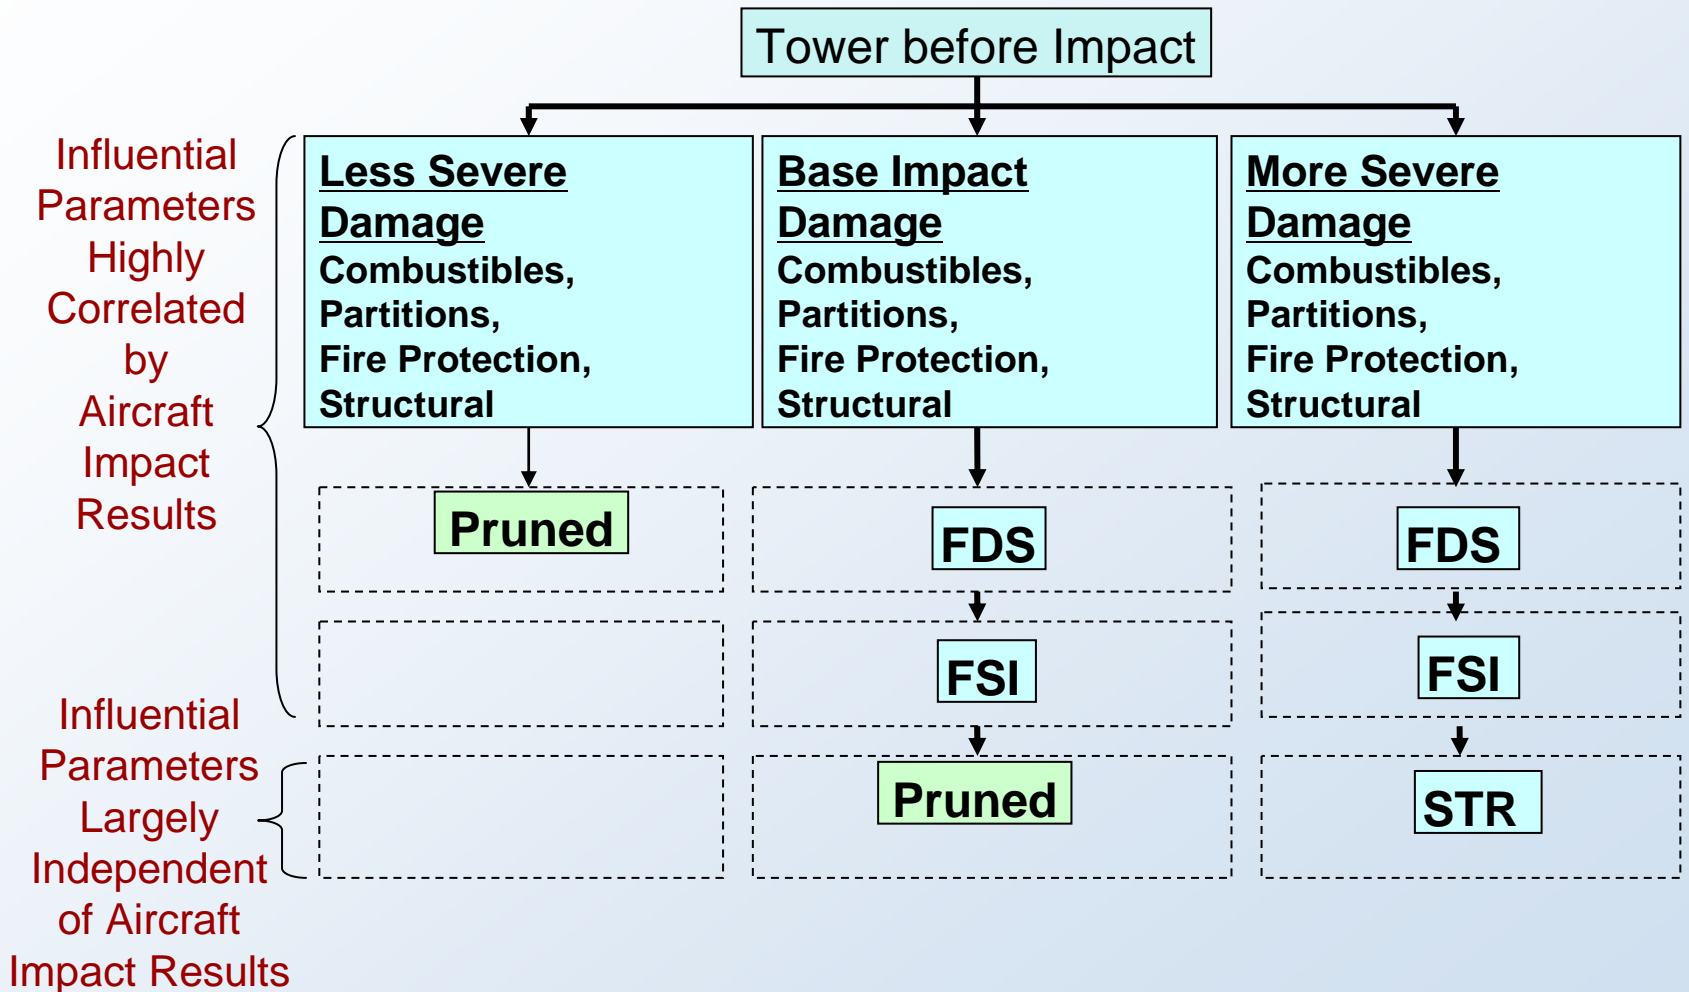 Tower before Impact
Influential
Parameters
Highly
Correlated
by
Aircraft
Impact
Results
Less Severe
Damage
Combustibles,
Partitions,
Fire Protection,
Structural
Base Impact
Damage
Combustibles,
Partitions,
Fire Protection,
Structural
More Severe
Damage
Combustibles,
Partitions,
Fire Protection,
Structural
Pruned
FDS
FDS
FSI
FSI
Influential
Parameters
Largely
Independent
of Aircraft
Impact Results
Pruned
STR